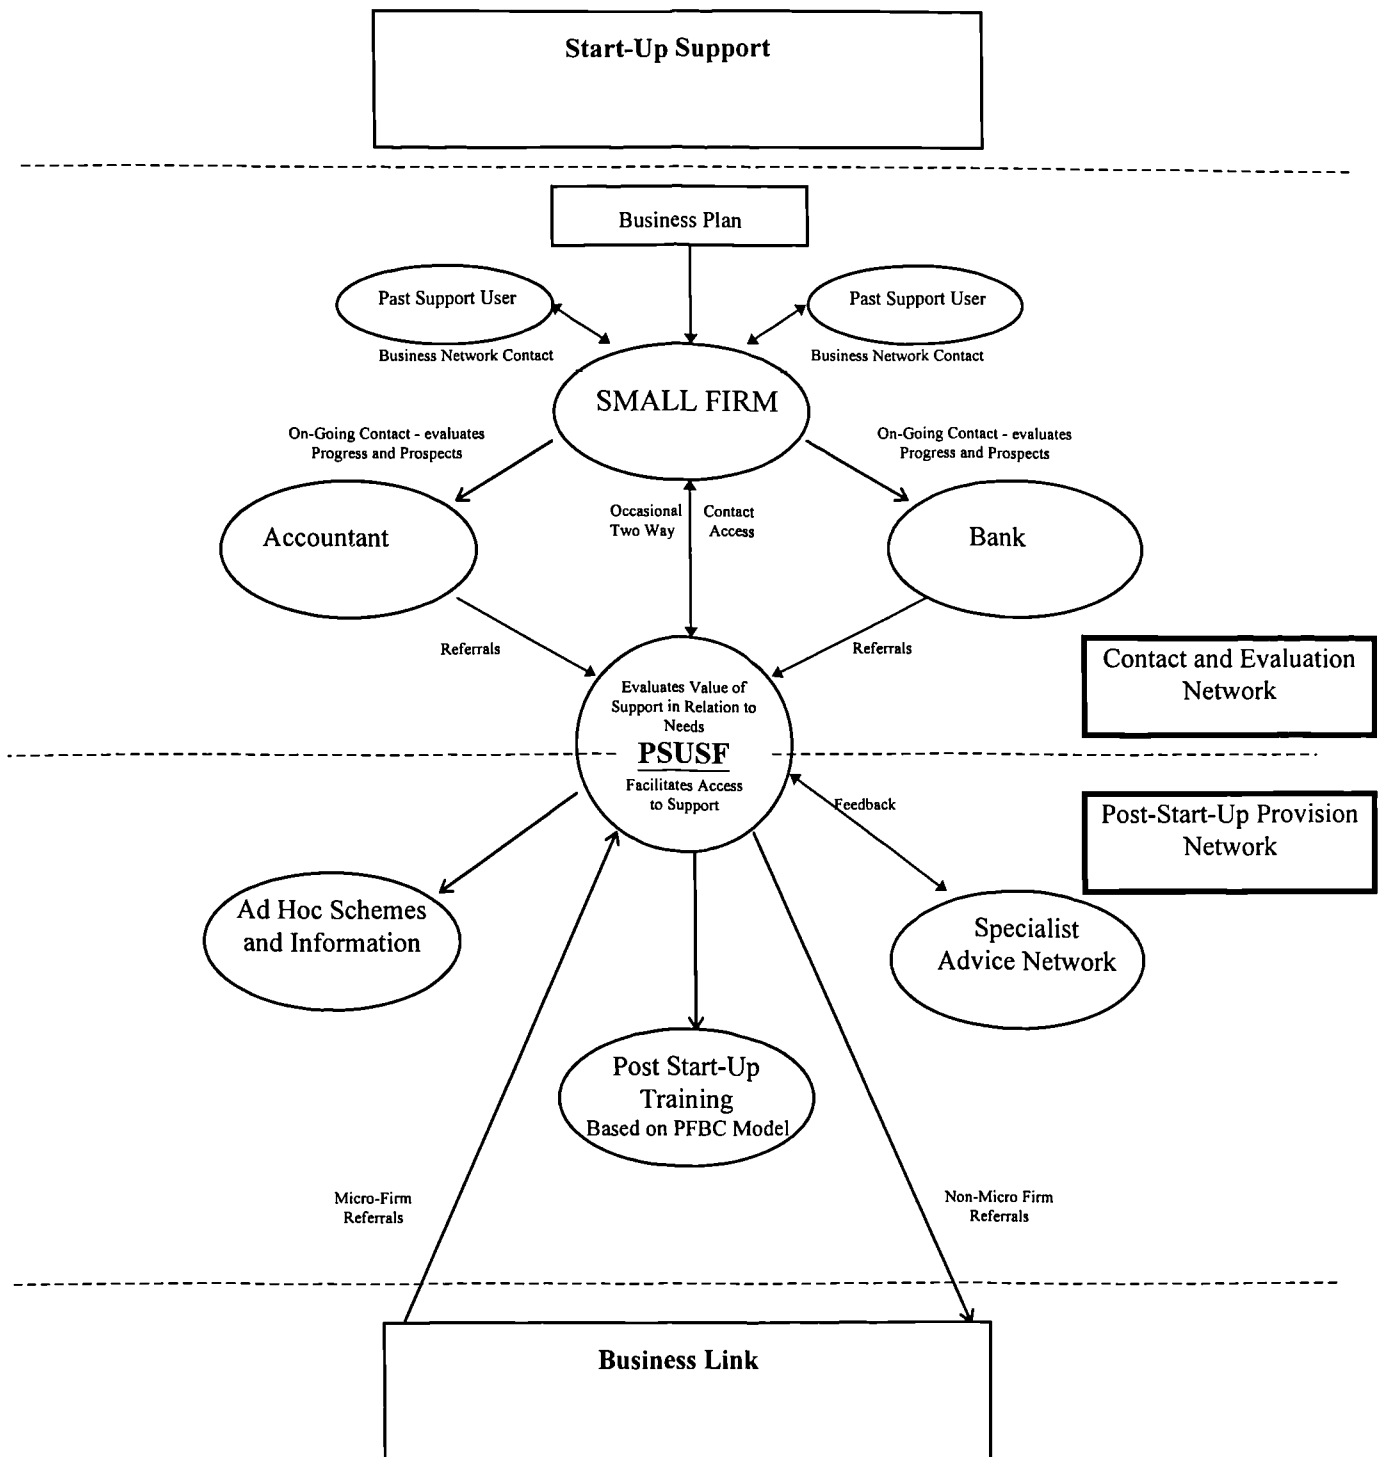 Start-Up Support
Business Plan
Past Support User
Past Support User
Business Network Contact
Business Network Contact
SMALL FIRM
On-Going Contact - evaluates
Progress and Prospects
On-Going Contact - evaluates
Progress and Prospects
Accountant
Occasional
Two Way
Contact
Access
Bank
Referrals
Referrals
Contact and Evaluation
Network
Evaluates Value of
Support in Relation to
Needs
PSUSF
Facilitates Access
to Support
Feedback
Post-Start-Up Provision
Network
Ad Hoc Schemes
and Information
Specialist
Advice Network
Post Start-Up
Training
Based on PFBC Model
Micro-Firm
Referrals
Non-Micro Firm
Referrals
Business Link